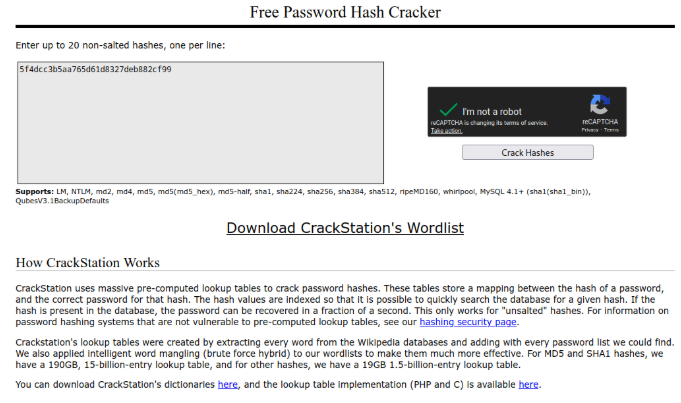 Free Password Hash Cracker
Enter up to 20 non-salted hashes, one per line:
5f4dcc3b5aa765d61d8327deb882cf99
I'm not a robot
reCAPTCHA is changing its terms of service.
Take action.
reCAPTCHA
Privacy - Terms
Crack Hashes
Supports: LM, NTLM, md2, md4, md5, md5(md5_hex), md5-half, sha1, sha224, sha256, sha384, sha512, ripeMD160, whirlpool, MySQL 4.1+ (sha1(sha1_bin)),
QubesV3.1BackupDefaults
Download CrackStation's Wordlist
How CrackStation Works
CrackStation uses massive pre-computed lookup tables to crack password hashes. These tables store a mapping between the hash of a password,
and the correct password for that hash. The hash values are indexed so that it is possible to quickly search the database for a given hash. If the
hash is present in the database, the password can be recovered in a fraction of a second. This only works for "unsalted" hashes. For information on
password hashing systems that are not vulnerable to pre-computed lookup tables, see our hashing security page.
Crackstation's lookup tables were created by extracting every word from the Wikipedia databases and adding with every password list we could find.
We also applied intelligent word mangling (brute force hybrid) to our wordlists to make them much more effective. For MD5 and SHA1 hashes, we
have a 190GB, 15-billion-entry lookup table, and for other hashes, we have a 19GB 1.5-billion-entry lookup table.
You can download CrackStation's dictionaries here, and the lookup table implementation (PHP and C) is available here.